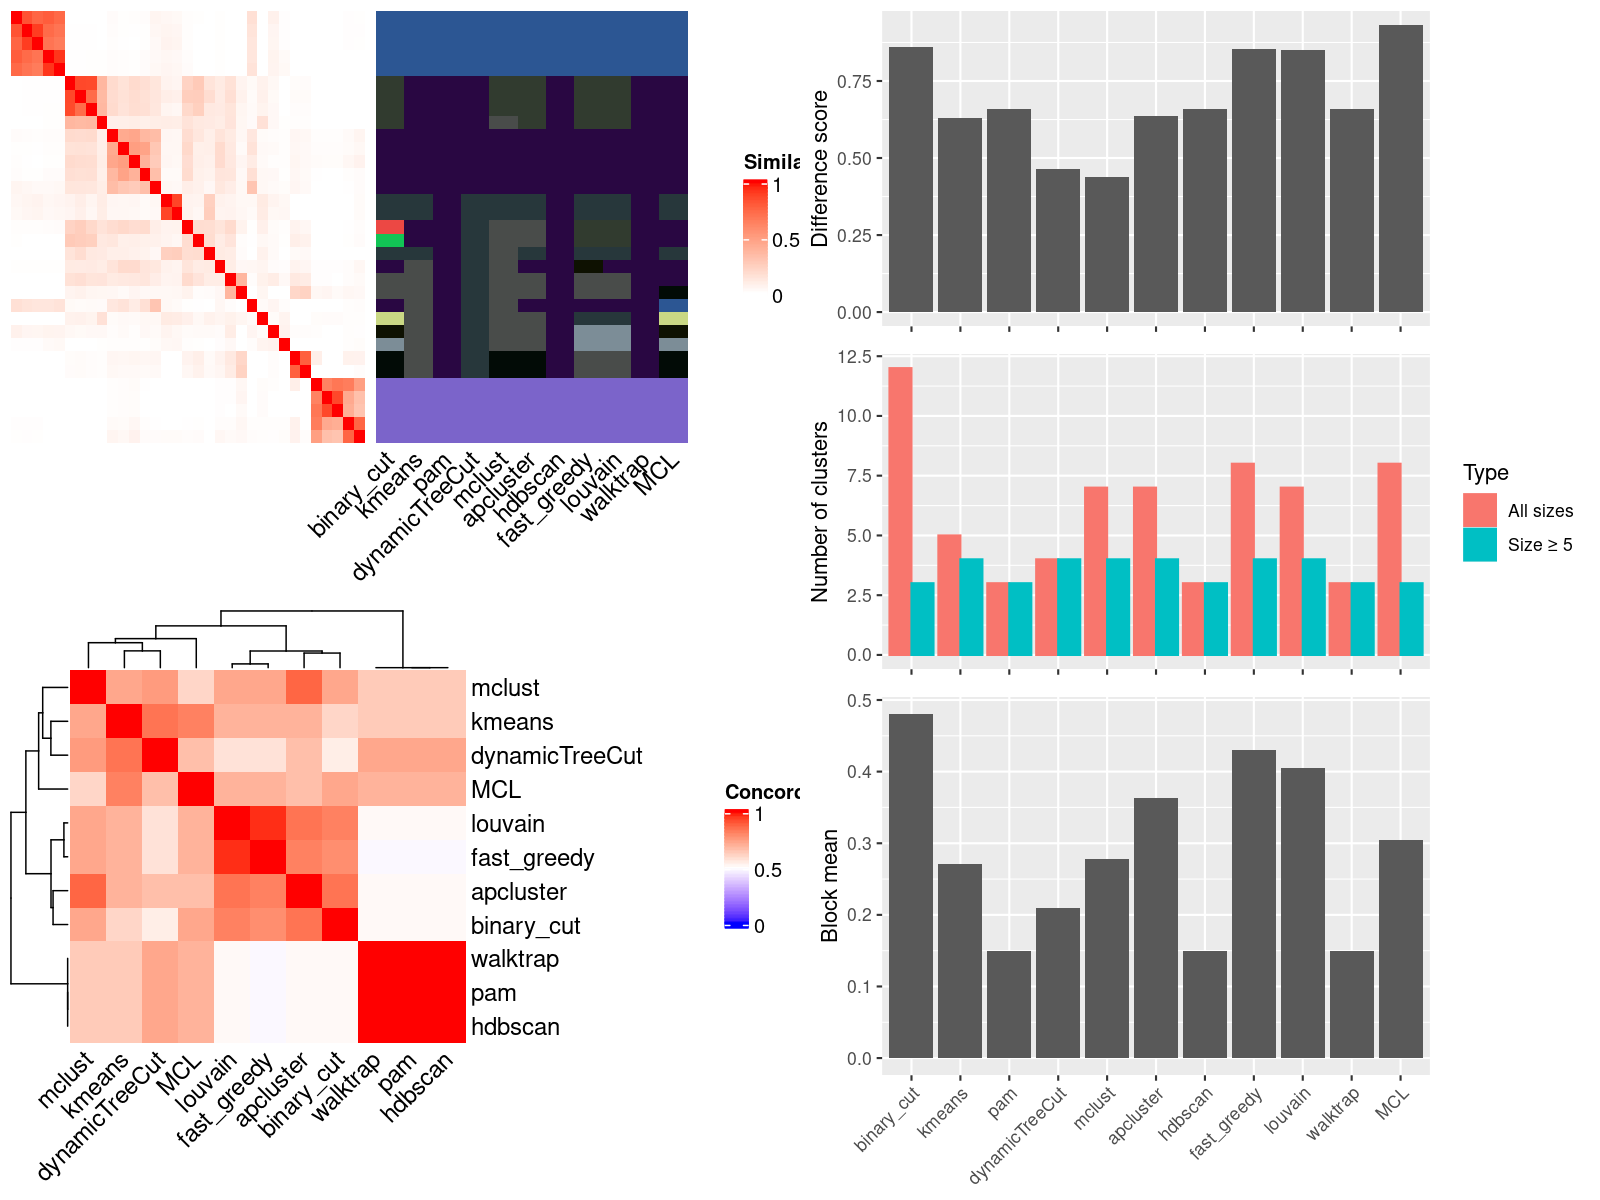 Simila
1
0.5
0
binary_cut
kmeans
pam
dynamicTreeCut
mclust
apcluster
hdbscan
fast_greedy
louvain
walktrap
MCL
mclust
kmeans
dynamicTreeCut
MCL
louvain
fast_greedy
apcluster
binary_cut
walktrap
pam
hdbscan
mclust
kmeans
dynamicTreeCut
MCL
louvain
fast_greedy
apcluster
binary_cut
walktrap
pam
hdbscan
Concord
1
0.5
0
Difference score
0.75
0.50
0.25
0.00
Number of clusters
12.5
10.0
7.5
5.0
2.5
0.0
Type
All sizes
Size ≥ 5
Block mean
0.5
0.4
0.3
0.2
0.1
0.0
binary_cut
kmeans
pam
dynamicTreeCut
mclust
apcluster
hdbscan
fast_greedy
louvain
walktrap
MCL